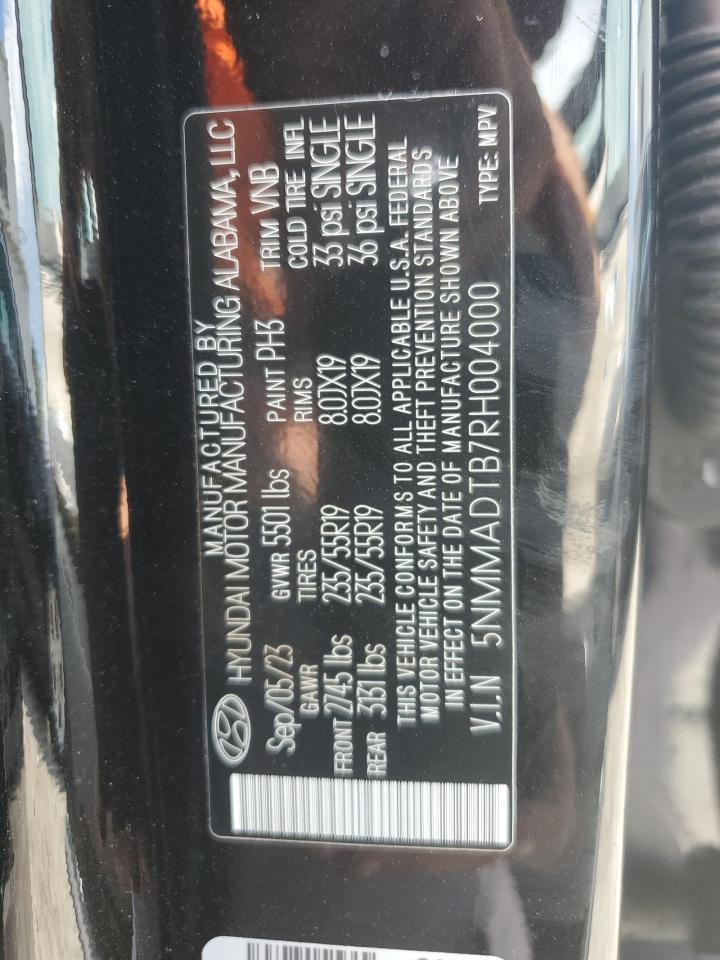 MANUFACTURED BY
HYUNDAI MOTOR MANUFACTURING ALABAMA, LLC
Sep/05/23 GVWR 5501 lbs PAINT PH3 TRIM VNB
GAWR TIRES RIMS COLD TIRE INFL
FRONT 2745 lbs 235/55R19 8.0JX19 33 psi SINGLE
REAR 3131 lbs 235/55R19 8.0JX19 36 psi SINGLE
THIS VEHICLE CONFORMS TO ALL APPLICABLE U.S.A. FEDERAL
MOTOR VEHICLE SAFETY AND THEFT PREVENTION STANDARDS
IN EFFECT ON THE DATE OF MANUFACTURE SHOWN ABOVE
V.I.N 5NMMADTB7RH004000 TYPE: MPV